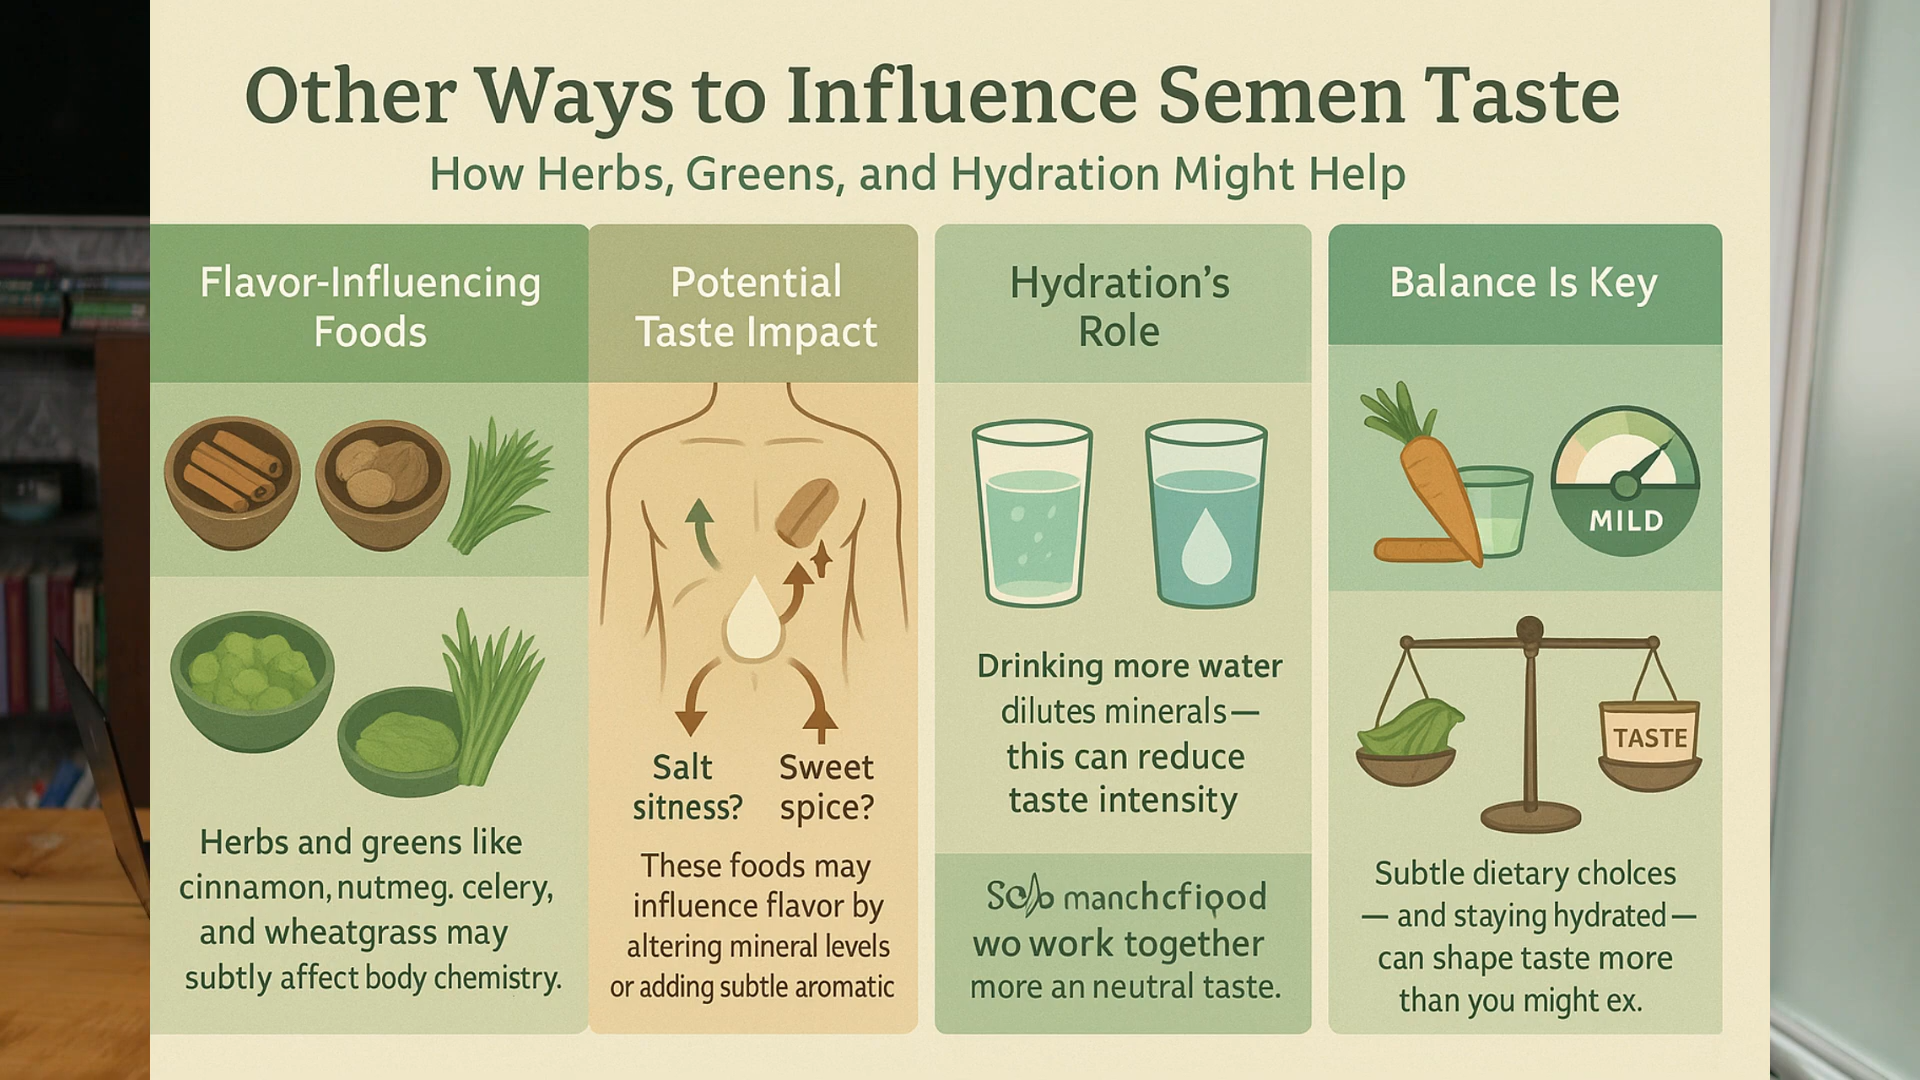 Other Ways to Influence Semen Taste
How Herbs, Greens, and Hydration Might Help
Flavor-Influencing
Foods
Herbs and greens like
cinnamon, nutmeg. celery,
and wheatgrass may
subtly affect body chemistry.
Potential
Taste Impact
Salt
sitness?
Sweet
spice?
These foods may
influence flavor by
altering mineral levels
or adding subtle aromatic
Hydration's
Role
Drinking more water
dilutes minerals—
this can reduce
taste intensity
wo work together
more an neutral taste.
Balance Is Key
MILD
TASTE
Subtle dietary choices
— and staying hydrated—
can shape taste more
than you might ex.